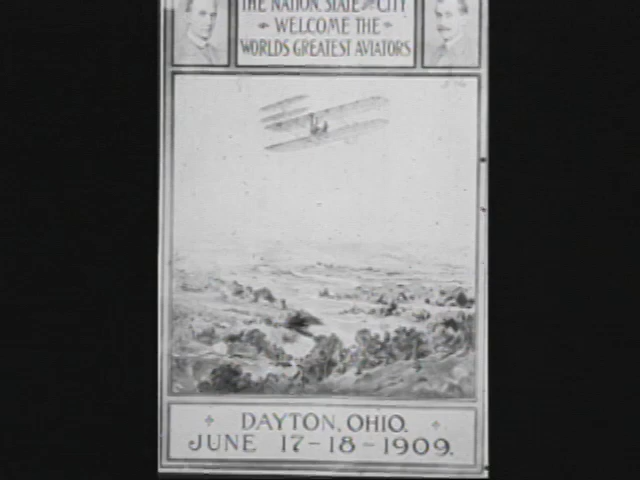 THE NATION, STATE AND CITY
WELCOME THE
WORLDS GREATEST AVIATORS
DAYTON, OHIO.
JUNE 17-18-1909.